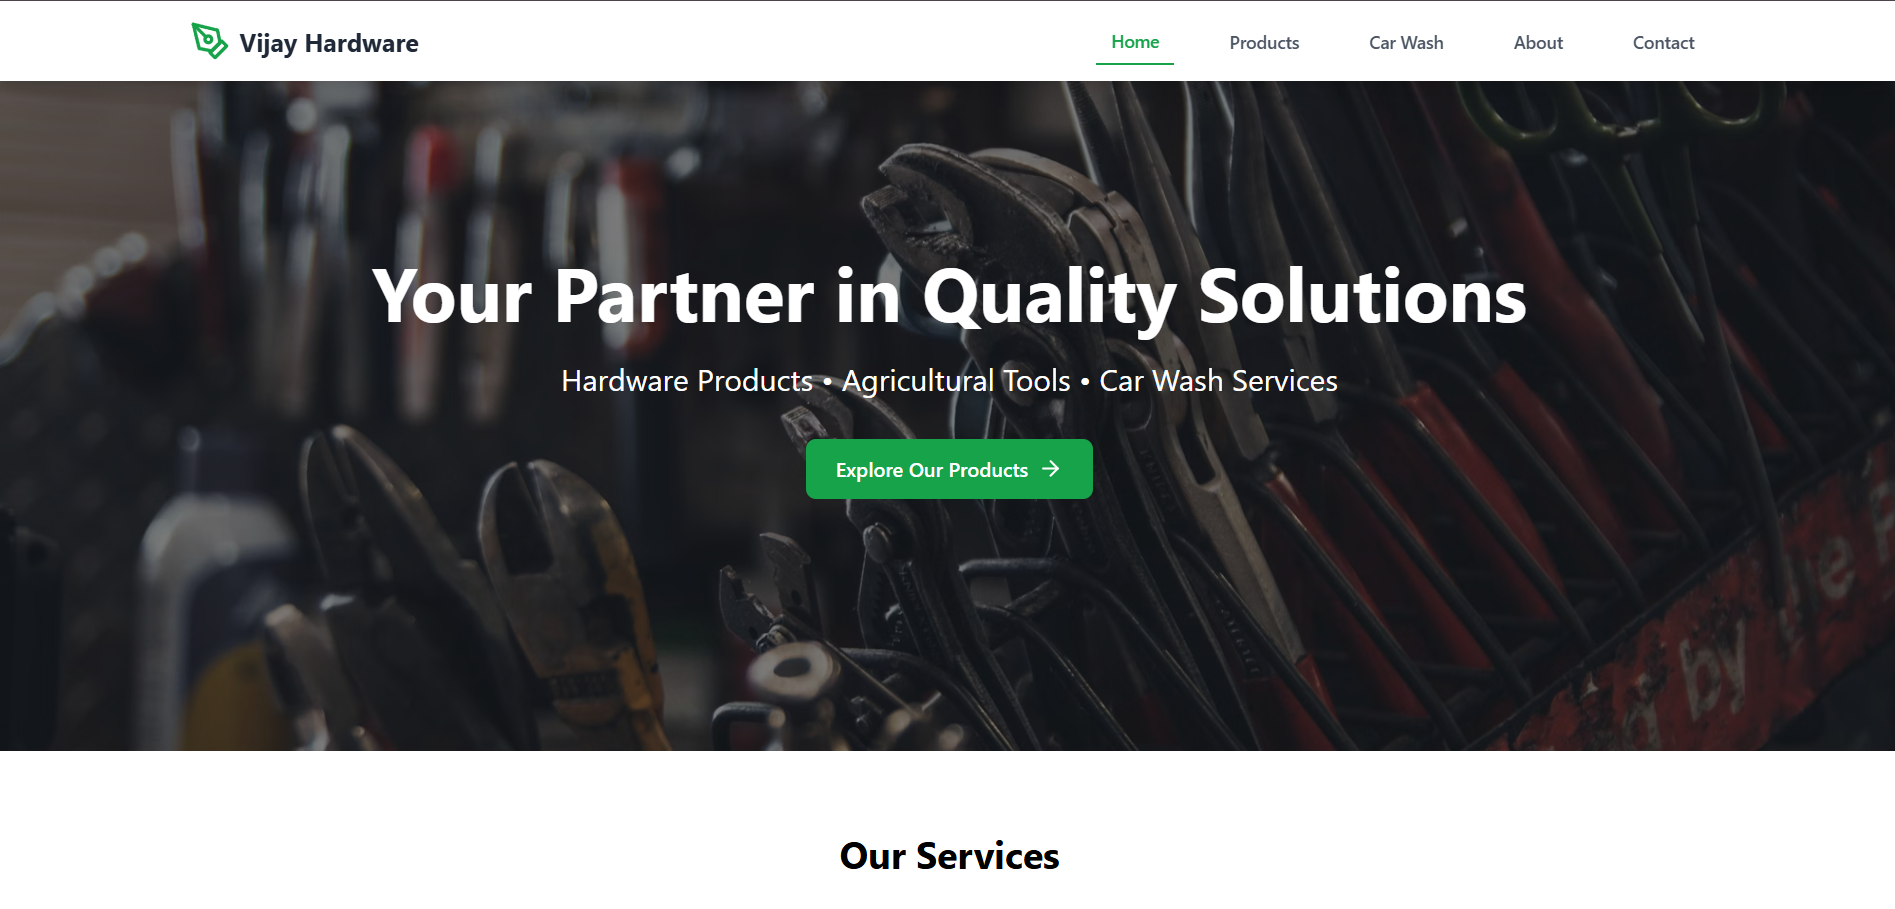 Vijay Hardware
Home Products Car Wash About Contact
Your Partner in Quality Solutions
Hardware Products • Agricultural Tools • Car Wash Services
Explore Our Products →
by
Our Services